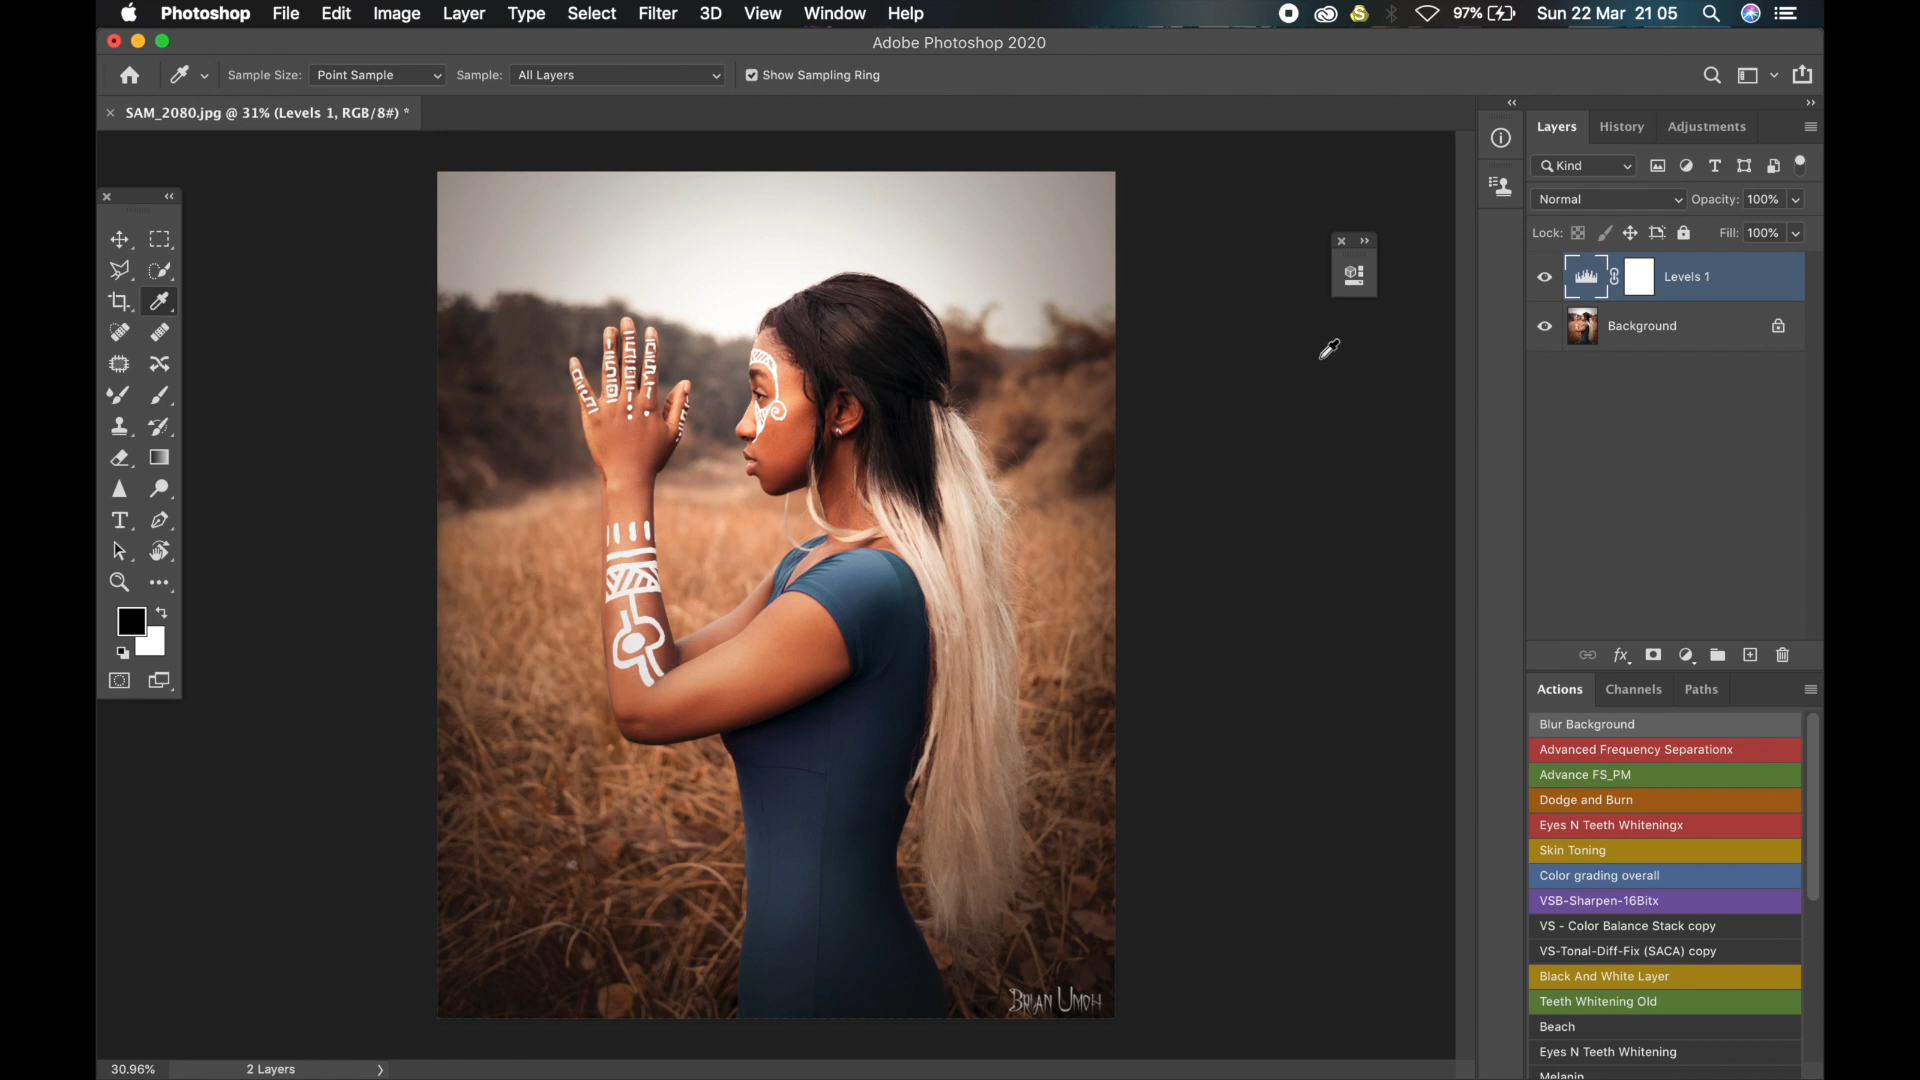 Photoshop File Edit Image Layer Type Select Filter 3D View Window Help
97% Sun 22 Mar 21 05
Adobe Photoshop 2020
Sample Size: Point Sample Sample: All Layers Show Sampling Ring
SAM_2080.jpg @ 31% (Levels 1, RGB/8#) *
Layers History Adjustments
Kind
Normal Opacity: 100%
Lock: Fill: 100%
Levels 1
Background
Actions Channels Paths
Blur Background
Advanced Frequency Separationx
Advance FS_PM
Dodge and Burn
Eyes N Teeth Whiteningx
Skin Toning
Color grading overall
VSB-Sharpen-16Bitx
VS - Color Balance Stack copy
VS-Tonal-Diff-Fix (SACA) copy
Black And White Layer
Teeth Whitening Old
Beach
Eyes N Teeth Whitening
Melanin
BRIAN UMOH
30.96% 2 Layers